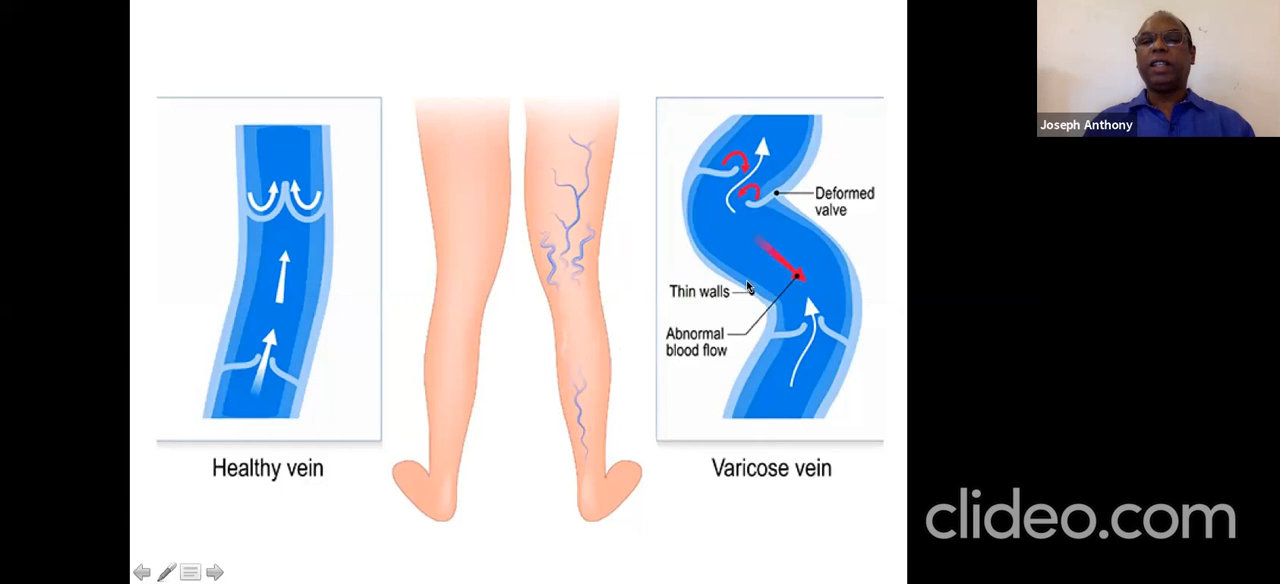 Joseph Anthony
Deformed
valve
Thin walls
Abnormal
blood flow
Healthy vein
Varicose vein
clideo.com